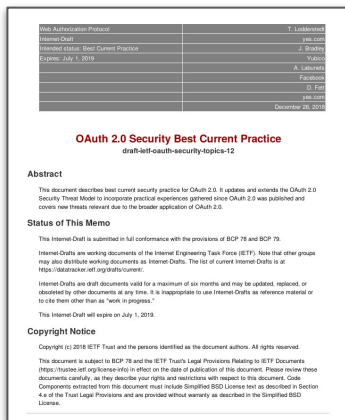 Web Authorization Protocol T. Lodderstedt
Internet-Draft yes.com
Intended status: Best Current Practice J. Bradley
Expires: July 1, 2019 Yubico
A. Labunets
Facebook
D. Fett
yes.com
December 28, 2018
OAuth 2.0 Security Best Current Practice
draft-ietf-oauth-security-topics-12
Abstract
This document describes best current security practice for OAuth 2.0. It updates and extends the OAuth 2.0
Security Threat Model to incorporate practical experiences gathered since OAuth 2.0 was published and
covers new threats relevant due to the broader application of OAuth 2.0.
Status of This Memo
This Internet-Draft is submitted in full conformance with the provisions of BCP 78 and BCP 79.
Internet-Drafts are working documents of the Internet Engineering Task Force (IETF). Note that other groups
may also distribute working documents as Internet-Drafts. The list of current Internet-Drafts is at
https://datatracker.ietf.org/drafts/current/.
Internet-Drafts are draft documents valid for a maximum of six months and may be updated, replaced, or
obsoleted by other documents at any time. It is inappropriate to use Internet-Drafts as reference material or
to cite them other than as "work in progress."
This Internet-Draft will expire on July 1, 2019.
Copyright Notice
Copyright (c) 2018 IETF Trust and the persons identified as the document authors. All rights reserved.
This document is subject to BCP 78 and the IETF Trust's Legal Provisions Relating to IETF Documents
(https://trustee.ietf.org/license-info) in effect on the date of publication of this document. Please review these
documents carefully, as they describe your rights and restrictions with respect to this document. Code
Components extracted from this document must include Simplified BSD License text as described in Section
4.e of the Trust Legal Provisions and are provided without warranty as described in the Simplified BSD
License.